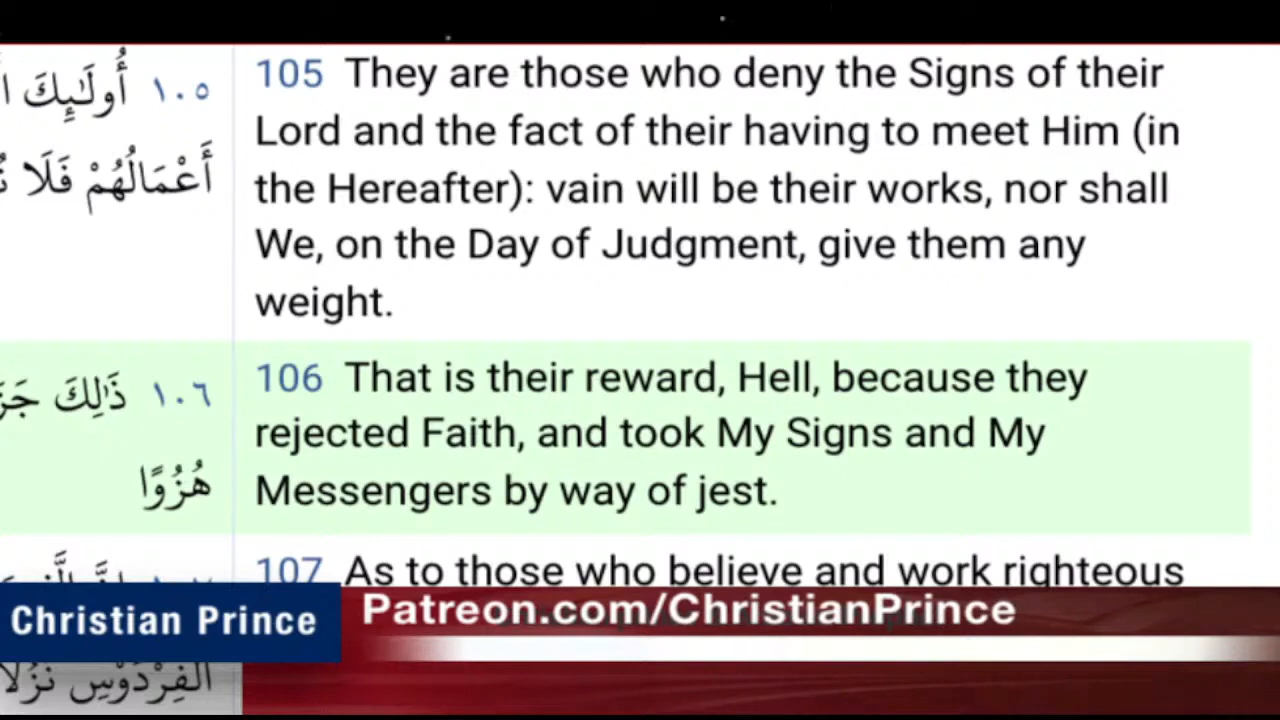 ١٠٥ أُولَٰئِكَ
أَعْمَالُهُمْ فَلَا
105 They are those who deny the Signs of their
Lord and the fact of their having to meet Him (in
the Hereafter): vain will be their works, nor shall
We, on the Day of Judgment, give them any
weight.
١٠٦ ذَٰلِكَ
هُزُوًا
106 That is their reward, Hell, because they
rejected Faith, and took My Signs and My
Messengers by way of jest.
107 As to those who believe and work righteous
Christian Prince
Patreon.com/ChristianPrince
الْفِرْدَوْسِ نُزُلًا